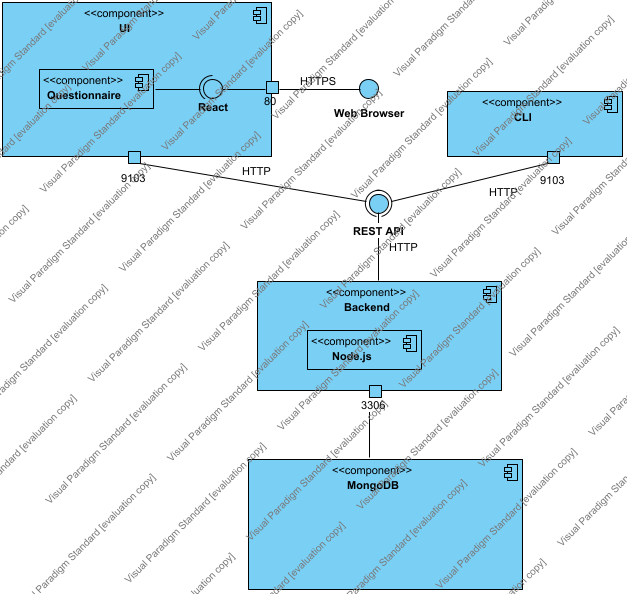 <<component>>
UI
<<component>>
Questionnaire
React
80
HTTPS
Web Browser
<<component>>
CLI
9103
HTTP
HTTP
9103
REST API
HTTP
<<component>>
Backend
<<component>>
Node.js
3306
<<component>>
MongoDB
Visual Paradigm Standard [evaluation copy]